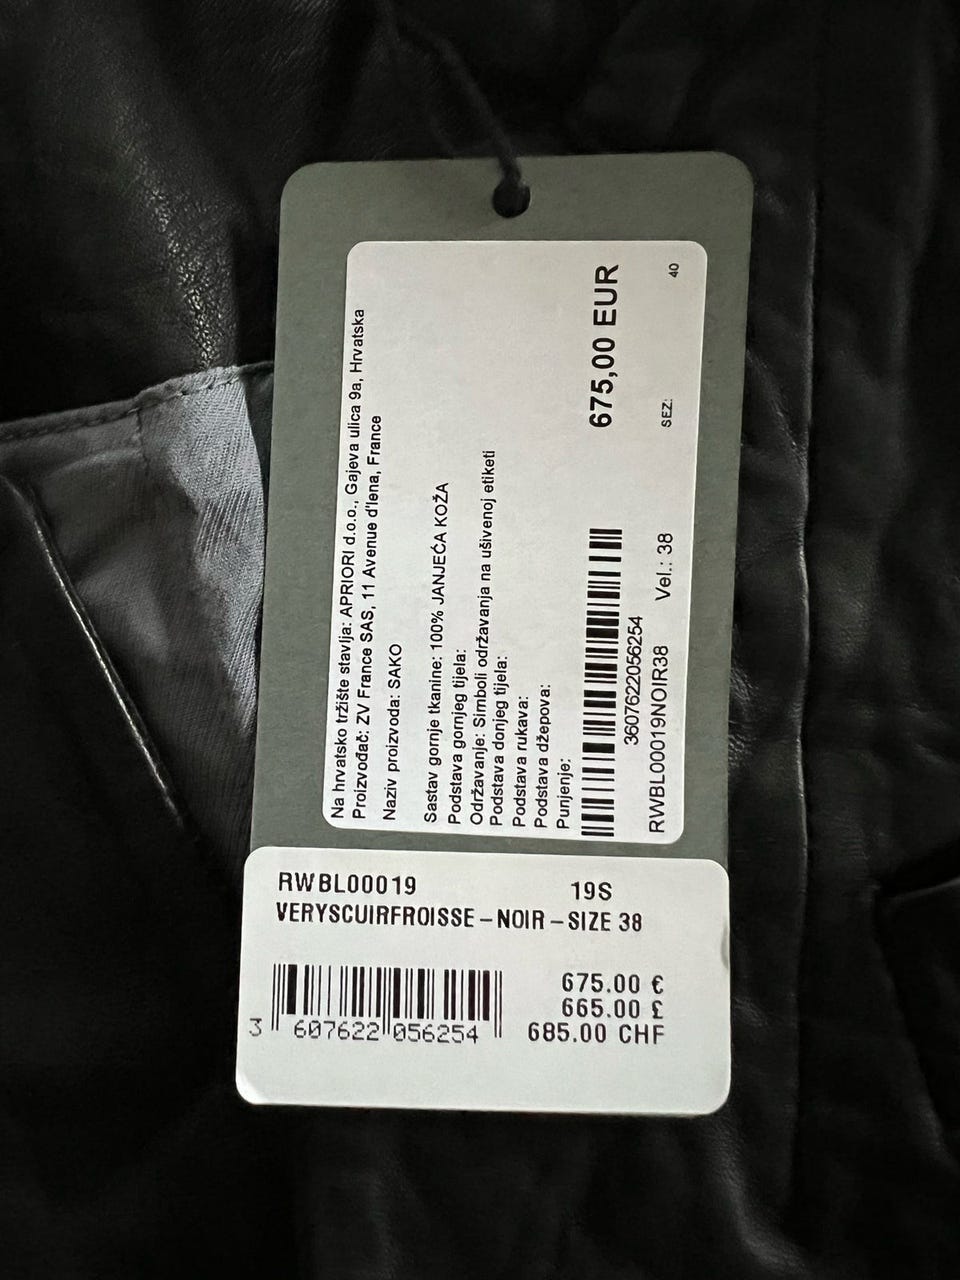 Na hrvatsko tržište stavlja: APRIORI d.o.o., Gajeva ulica 9a, Hrvatska
Proizvođač: ZV France SAS, 11 Avenue d'Iena, France
Naziv proizvoda: SAKO
Sastav gornje tkanine: 100% JANJEĆA KOŽA
Podstava gornjeg tijela:
Održavanje: Simboli održavanja na ušivenoj etiketi
Podstava donjeg tijela:
Podstava rukava:
Podstava džepova:
Punjenje:
675,00 EUR
3607622056254
RWBL00019NOIR38 Vel.: 38 SEZ: 40
RWBL00019 19S
VERYSCUIRFROISSE-NOIR-SIZE 38
675.00 €
665.00 £
685.00 CHF
3 607622 056254